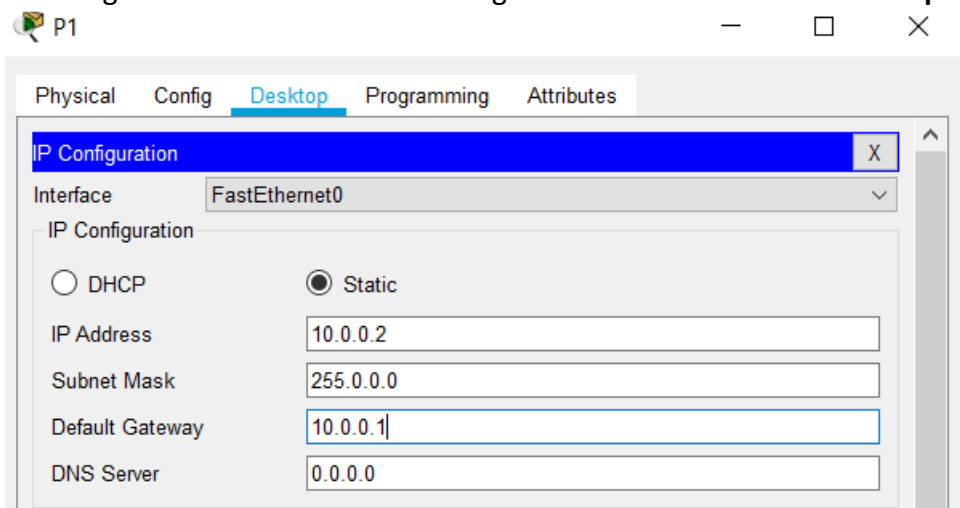 P1
Physical Config Desktop Programming Attributes
IP Configuration X
Interface FastEthernet0
IP Configuration
DHCP Static
IP Address 10.0.0.2
Subnet Mask 255.0.0.0
Default Gateway 10.0.0.1
DNS Server 0.0.0.0